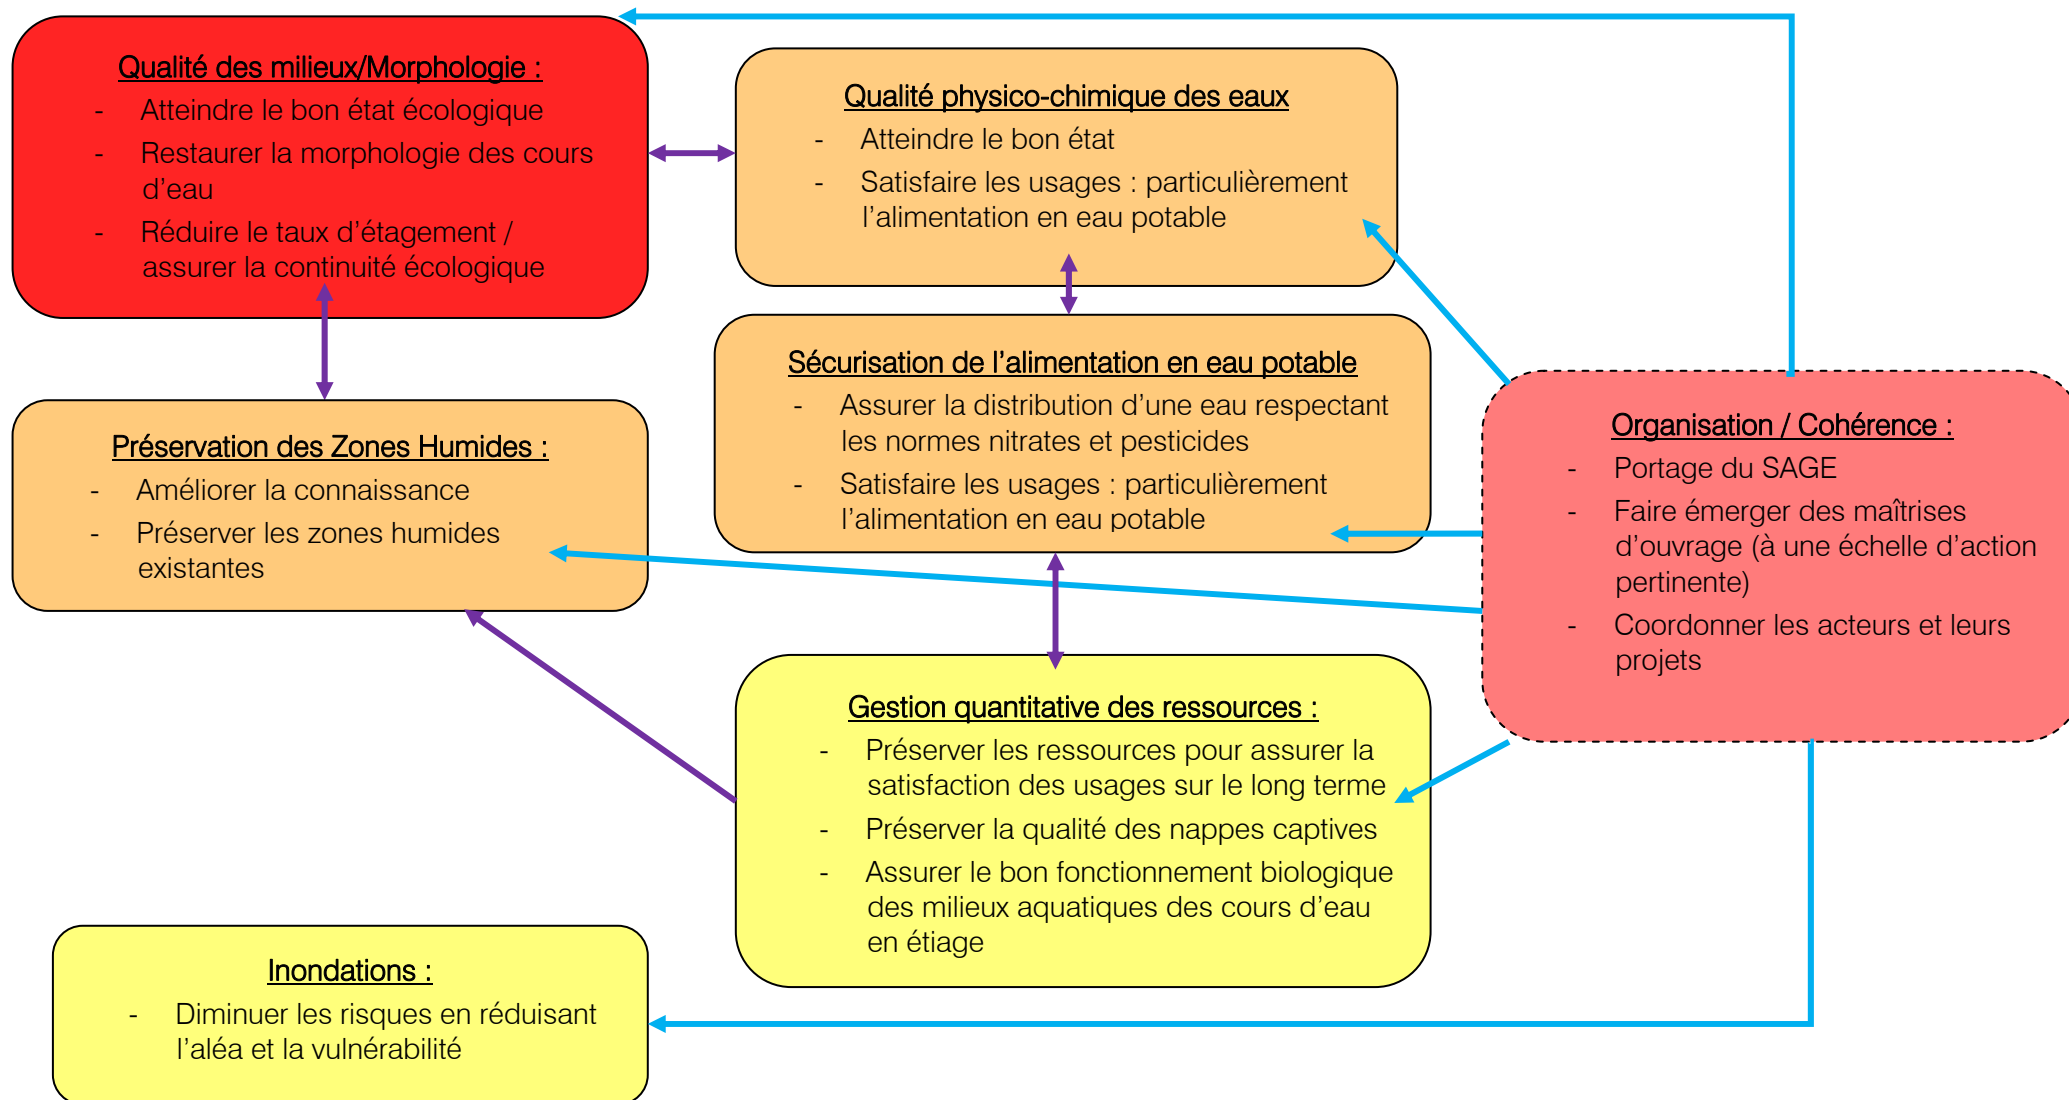 Qualité des milieux/Morphologie :
- Atteindre le bon état écologique
- Restaurer la morphologie des cours
d’eau
- Réduire le taux d’étagement /
assurer la continuité écologique
Qualité physico-chimique des eaux
- Atteindre le bon état
- Satisfaire les usages : particulièrement
l’alimentation en eau potable
Sécurisation de l’alimentation en eau potable
- Assurer la distribution d’une eau respectant
les normes nitrates et pesticides
- Satisfaire les usages : particulièrement
l’alimentation en eau potable
Préservation des Zones Humides :
- Améliorer la connaissance
- Préserver les zones humides
existantes
Organisation / Cohérence :
- Portage du SAGE
- Faire émerger des maîtrises
d’ouvrage (à une échelle d’action
pertinente)
- Coordonner les acteurs et leurs
projets
Gestion quantitative des ressources :
- Préserver les ressources pour assurer la
satisfaction des usages sur le long terme
- Préserver la qualité des nappes captives
- Assurer le bon fonctionnement biologique
des milieux aquatiques des cours d’eau
en étiage
Inondations :
- Diminuer les risques en réduisant
l’aléa et la vulnérabilité